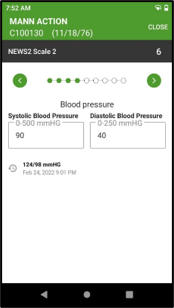 7:52 AM
MANN ACTION
C100130 (11/18/76)
CLOSE
NEWS2 Scale 2
6
Blood pressure
Systolic Blood Pressure
Diastolic Blood Pressure
0-500 mmHG
0-250 mmHG
90
40
124/98 mmHG
Feb 24, 2022 9:01 PM